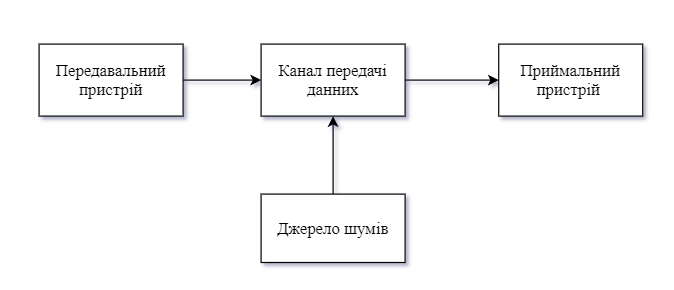 Передавальний
пристрій
Канал передачі
данних
Приймальний
пристрій
Джерело шумів